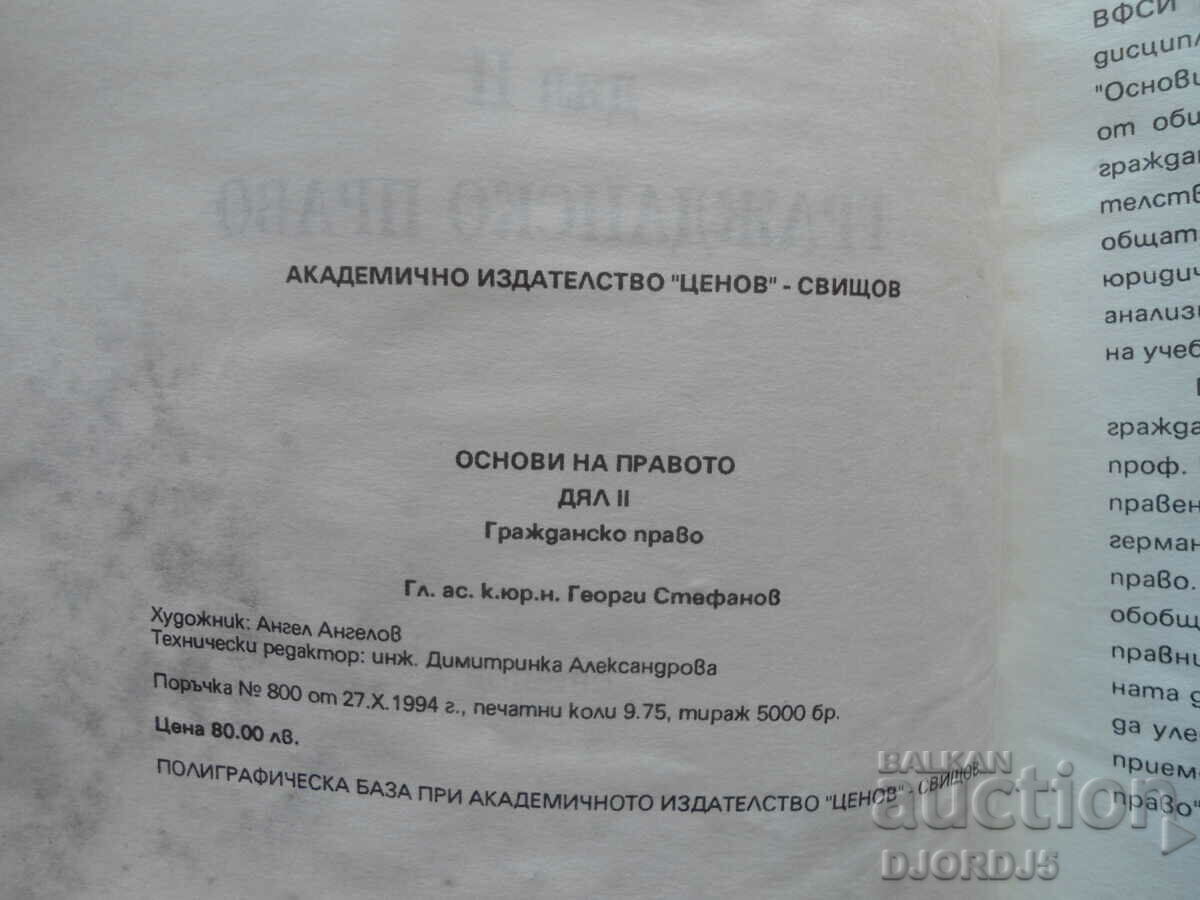 АКАДЕМИЧНО ИЗДАТЕЛСТВО "ЦЕНОВ" - СВИЩОВ
ОСНОВИ НА ПРАВОТО
ДЯЛ II
Гражданско право
Гл. ас. к.юр.н. Георги Стефанов
Художник: Ангел Ангелов
Технически редактор: инж. Димитринка Александрова
Поръчка № 800 от 27.X.1994 г., печатни коли 9.75, тираж 5000 бр.
Цена 80.00 лв.
ПОЛИГРАФИЧЕСКА БАЗА ПРИ АКАДЕМИЧНОТО ИЗДАТЕЛСТВО "ЦЕНОВ" - СВИЩОВ
ВФСИ
дисципл
"Основи
от оби
граждан
телств
общат
юридич
анализи
на учеб
гражда
проф.
правен
герман
право.
обобщ
правни
ната д
да уле
приема
право"
BALKAN
auction
DJORDJ5